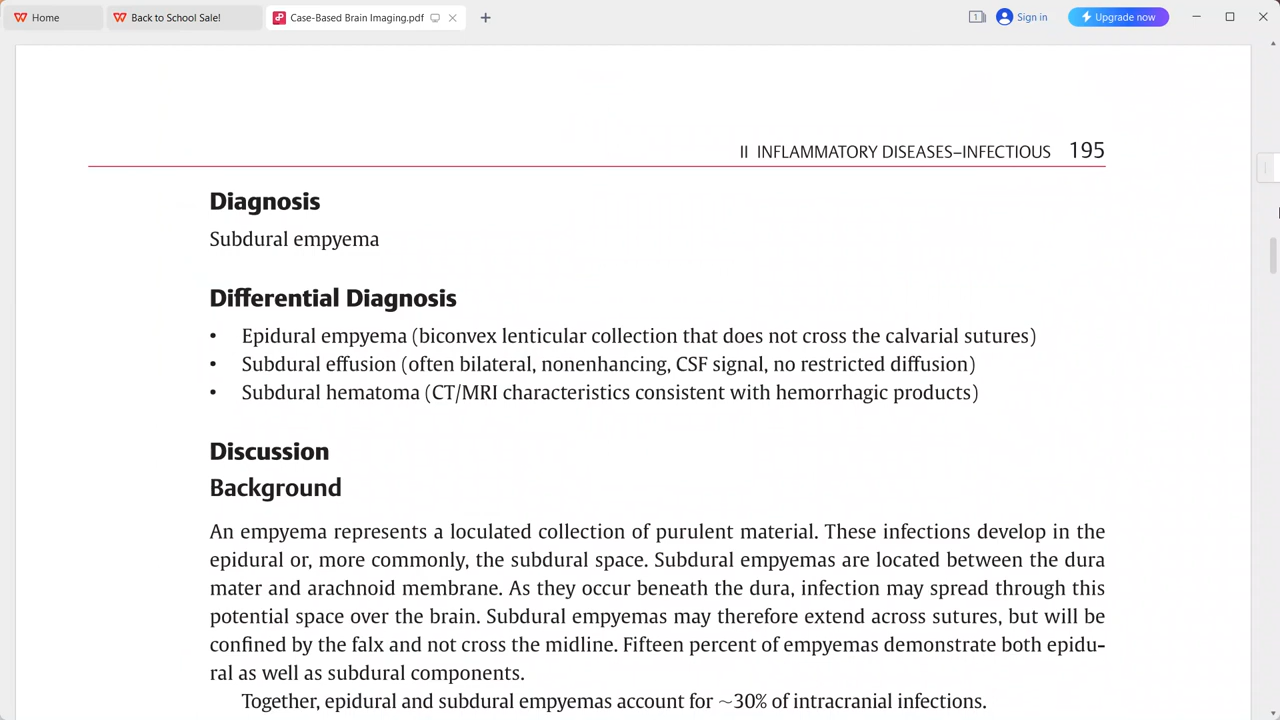 Home
Back to School Sale!
Case-Based Brain Imaging.pdf
1
Sign in
Upgrade now
II INFLAMMATORY DISEASES–INFECTIOUS 195
Diagnosis
Subdural empyema
Differential Diagnosis
• Epidural empyema (biconvex lenticular collection that does not cross the calvarial sutures)
• Subdural effusion (often bilateral, nonenhancing, CSF signal, no restricted diffusion)
• Subdural hematoma (CT/MRI characteristics consistent with hemorrhagic products)
Discussion
Background
An empyema represents a loculated collection of purulent material. These infections develop in the
epidural or, more commonly, the subdural space. Subdural empyemas are located between the dura
mater and arachnoid membrane. As they occur beneath the dura, infection may spread through this
potential space over the brain. Subdural empyemas may therefore extend across sutures, but will be
confined by the falx and not cross the midline. Fifteen percent of empyemas demonstrate both epidu-
ral as well as subdural components.
Together, epidural and subdural empyemas account for ~30% of intracranial infections.